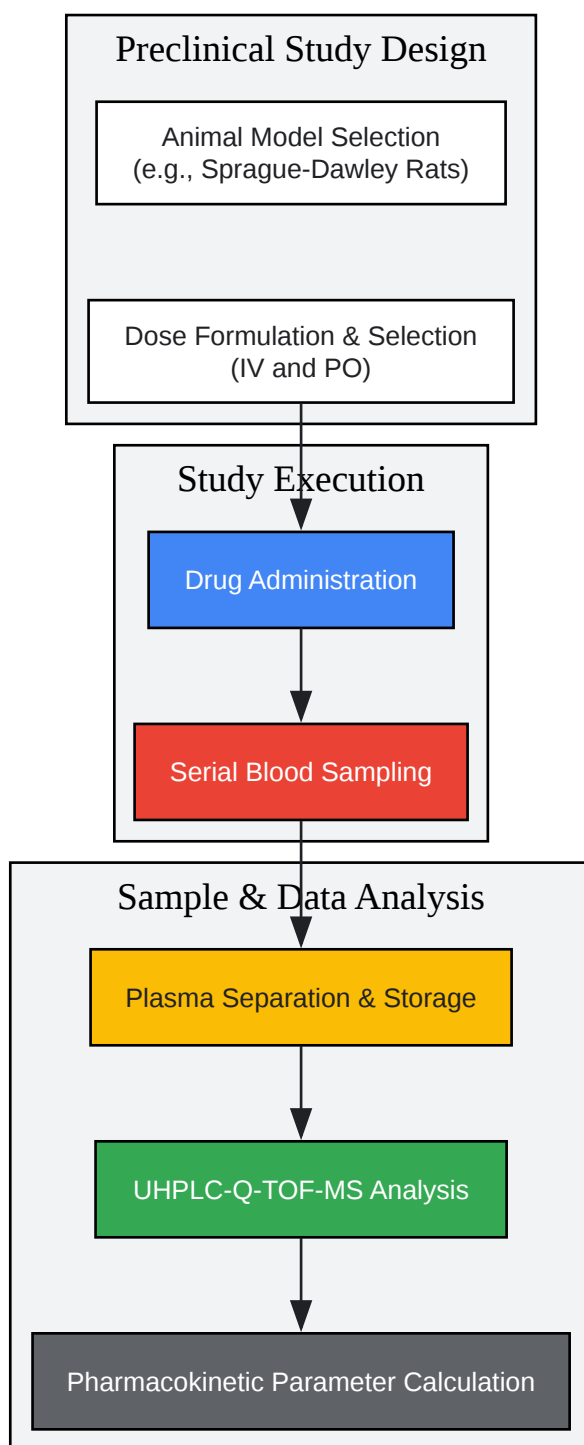 Preclinical Study Design
Animal Model Selection
(e.g., Sprague-Dawley Rats)
Dose Formulation & Selection
(IV and PO)
Study Execution
Drug Administration
Serial Blood Sampling
Sample & Data Analysis
Plasma Separation & Storage
UHPLC-Q-TOF-MS Analysis
Pharmacokinetic Parameter Calculation